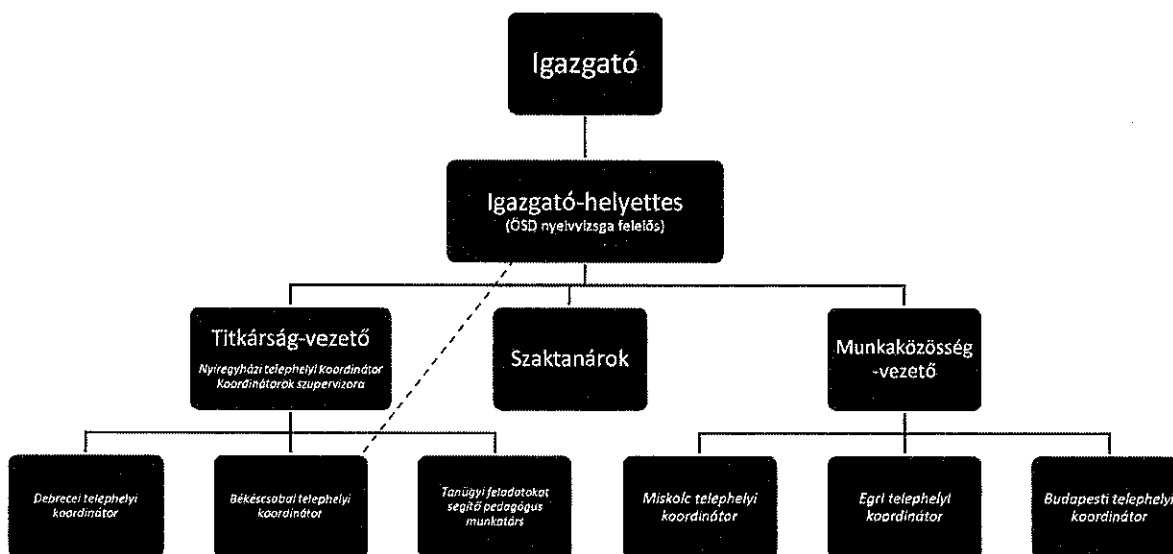 Igazgató
Igazgató-helyettes
(ÖSD nyelvvizsga felelős)
Titkárság-vezető
Nyíregyházi telephelyi koordinátor
Koordinátorok szupervizora
Szaktanárok
Munkaközösség
-vezető
Debrecei telephelyi
koordinátor
Békéscsabai telephelyi
koordinátor
Tanügyi feladatokat
segítő pedagógus
munkatárs
Miskolc telephelyi
koordinátor
Egri telephelyi
koordinátor
Budapesti telephelyi
koordinátor